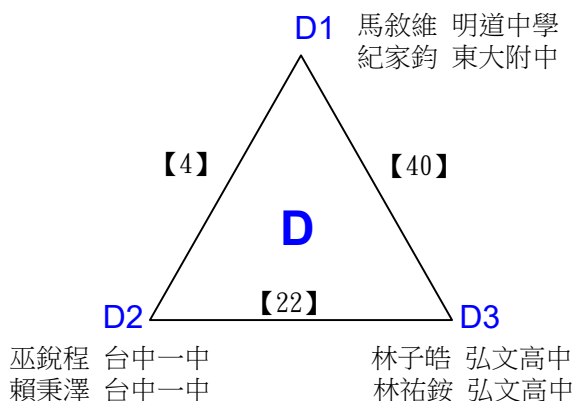 D1 馬敘維 明道中學
紀家鈞 東大附中
【4】 【40】
D
【22】
D2 D3
巫銳程 台中一中 林子皓 弘文高中
賴秉澤 台中一中 林祐銨 弘文高中